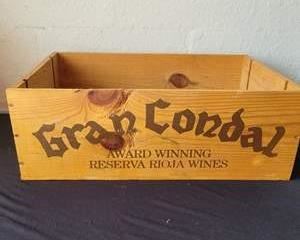 Gran Condal
AWARD WINNING
RESERVA RIOJA WINES